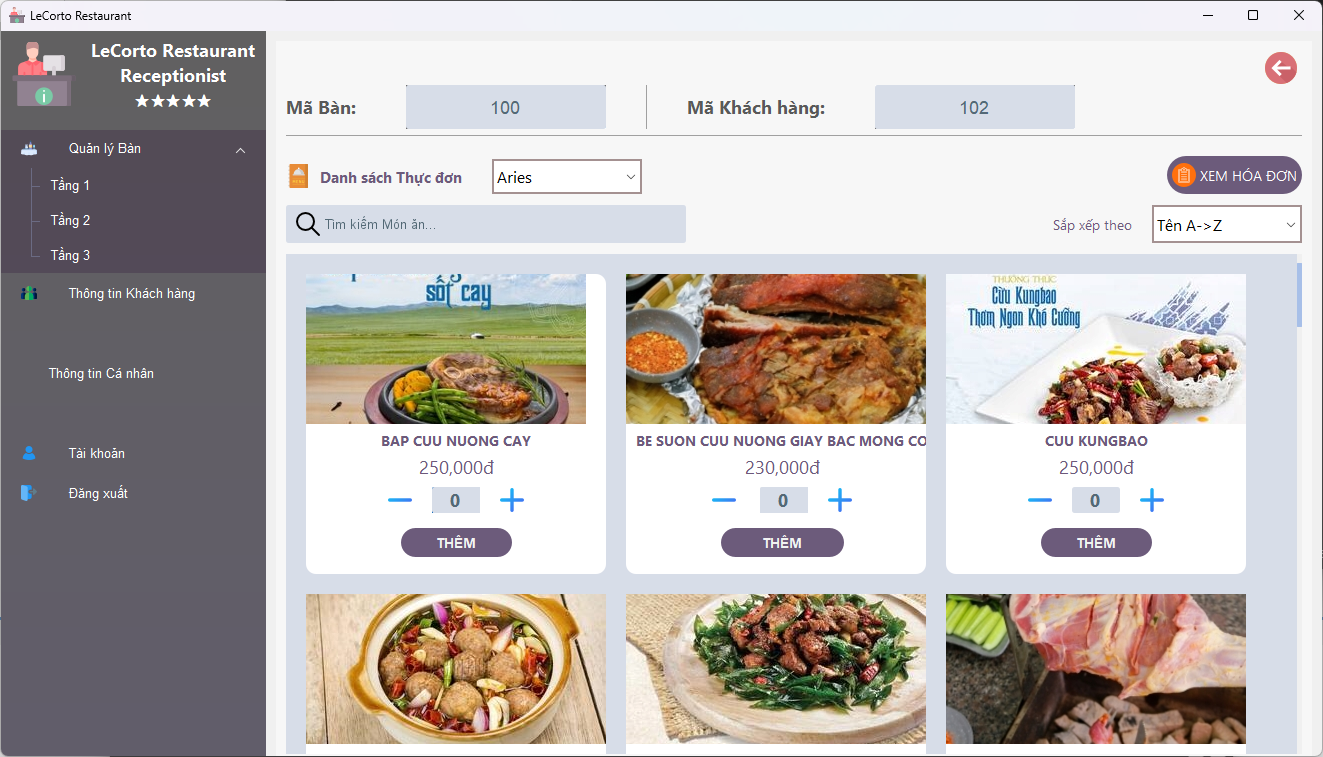 LeCorto Restaurant
LeCorto Restaurant
Receptionist
Quản lý Bàn
Tầng 1
Tầng 2
Tầng 3
Thông tin Khách hàng
Thông tin Cá nhân
Tài khoản
Đăng xuất
Mã Bàn: 100 Mã Khách hàng: 102
Danh sách Thực đơn Aries XEM HÓA ĐƠN
Tìm kiếm Món ăn... Sắp xếp theo Tên A->Z
sốt cay
THƯỞNG THỨC
Cừu Kungbao
Thơm Ngon Khó Cưỡng
BAP CUU NUONG CAY BE SUON CUU NUONG GIAY BAC MONG CO CUU KUNGBAO
250,000đ 230,000đ 250,000đ
0 0 0
THÊM THÊM THÊM